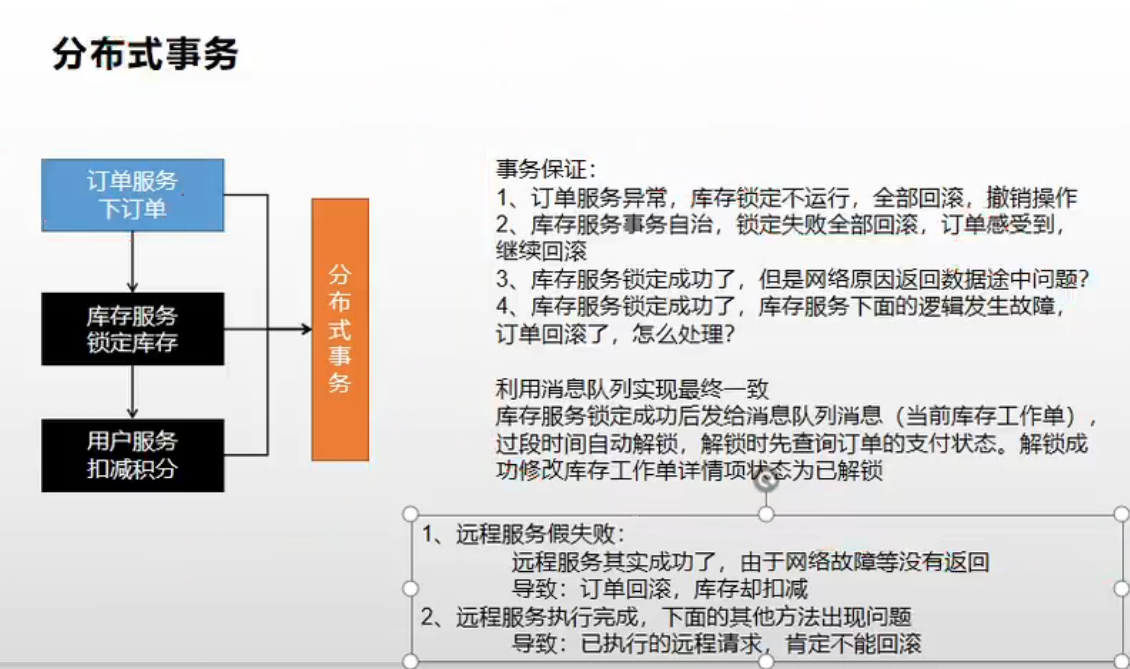 分布式事务
订单服务
下订单
库存服务
锁定库存
用户服务
扣减积分
分
布
式
事
务
事务保证：
1、订单服务异常，库存锁定不运行，全部回滚，撤销操作
2、库存服务事务自治，锁定失败全部回滚，订单感受到，
继续回滚
3、库存服务锁定成功了，但是网络原因返回数据途中问题？
4、库存服务锁定成功了，库存服务下面的逻辑发生故障，
订单回滚了，怎么处理？
利用消息队列实现最终一致
库存服务锁定成功后发给消息队列消息（当前库存工作单），
过段时间自动解锁，解锁时先查询订单的支付状态。解锁成
功修改库存工作单详情项状态为已解锁
1、远程服务假失败：
远程服务其实成功了，由于网络故障等没有返回
导致：订单回滚，库存却扣减
2、远程服务执行完成，下面的其他方法出现问题
导致：已执行的远程请求，肯定不能回滚